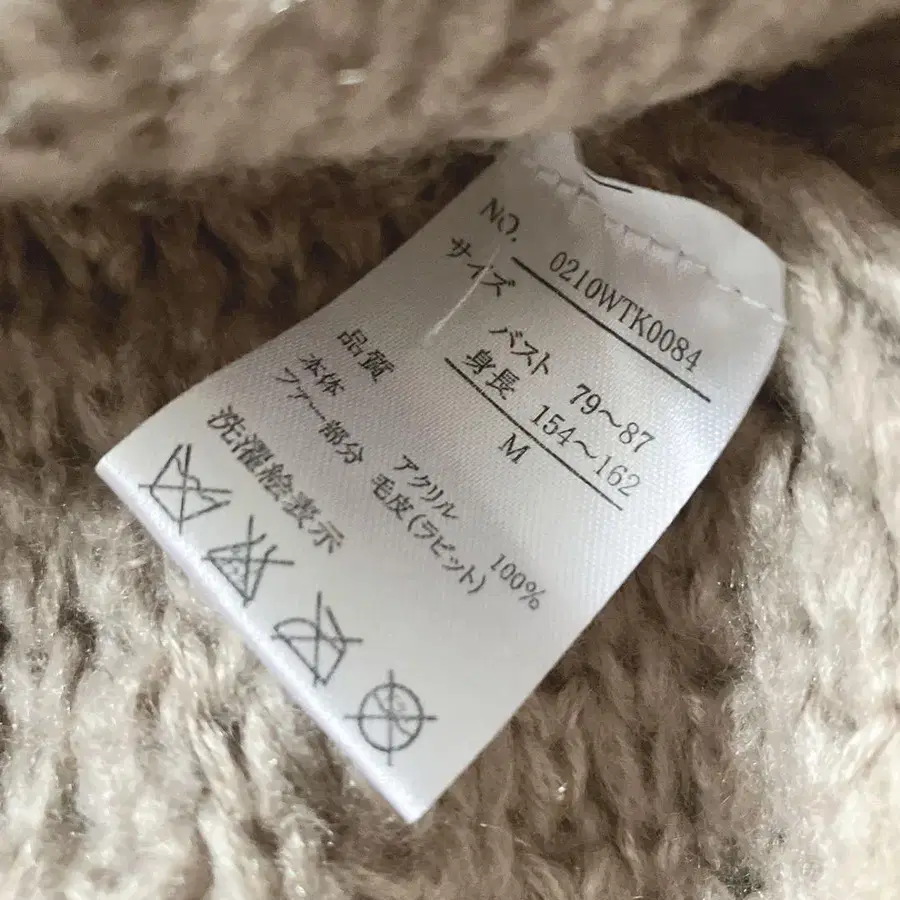 NO. 0210WTK0084
サイズ バスト 79～87
身長 154～162
M
品質
本体 アクリル 100%
ファー部分 毛皮(ラビット)
洗濯絵表示